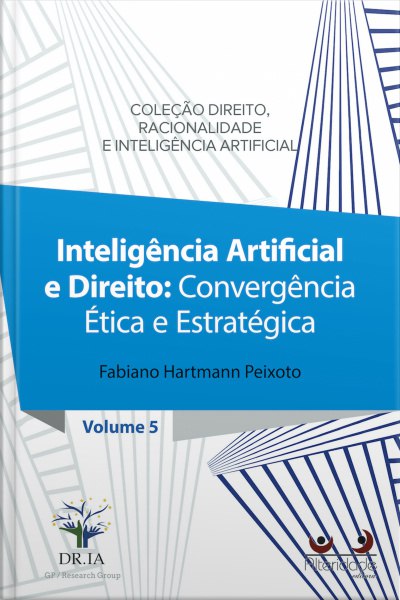 COLEÇÃO DIREITO,
RACIONALIDADE
E INTELIGÊNCIA ARTIFICIAL
Inteligência Artificial
e Direito: Convergência
Ética e Estratégica
Fabiano Hartmann Peixoto
Volume 5
DR.IA
GP / Research Group
Alteridade
editora